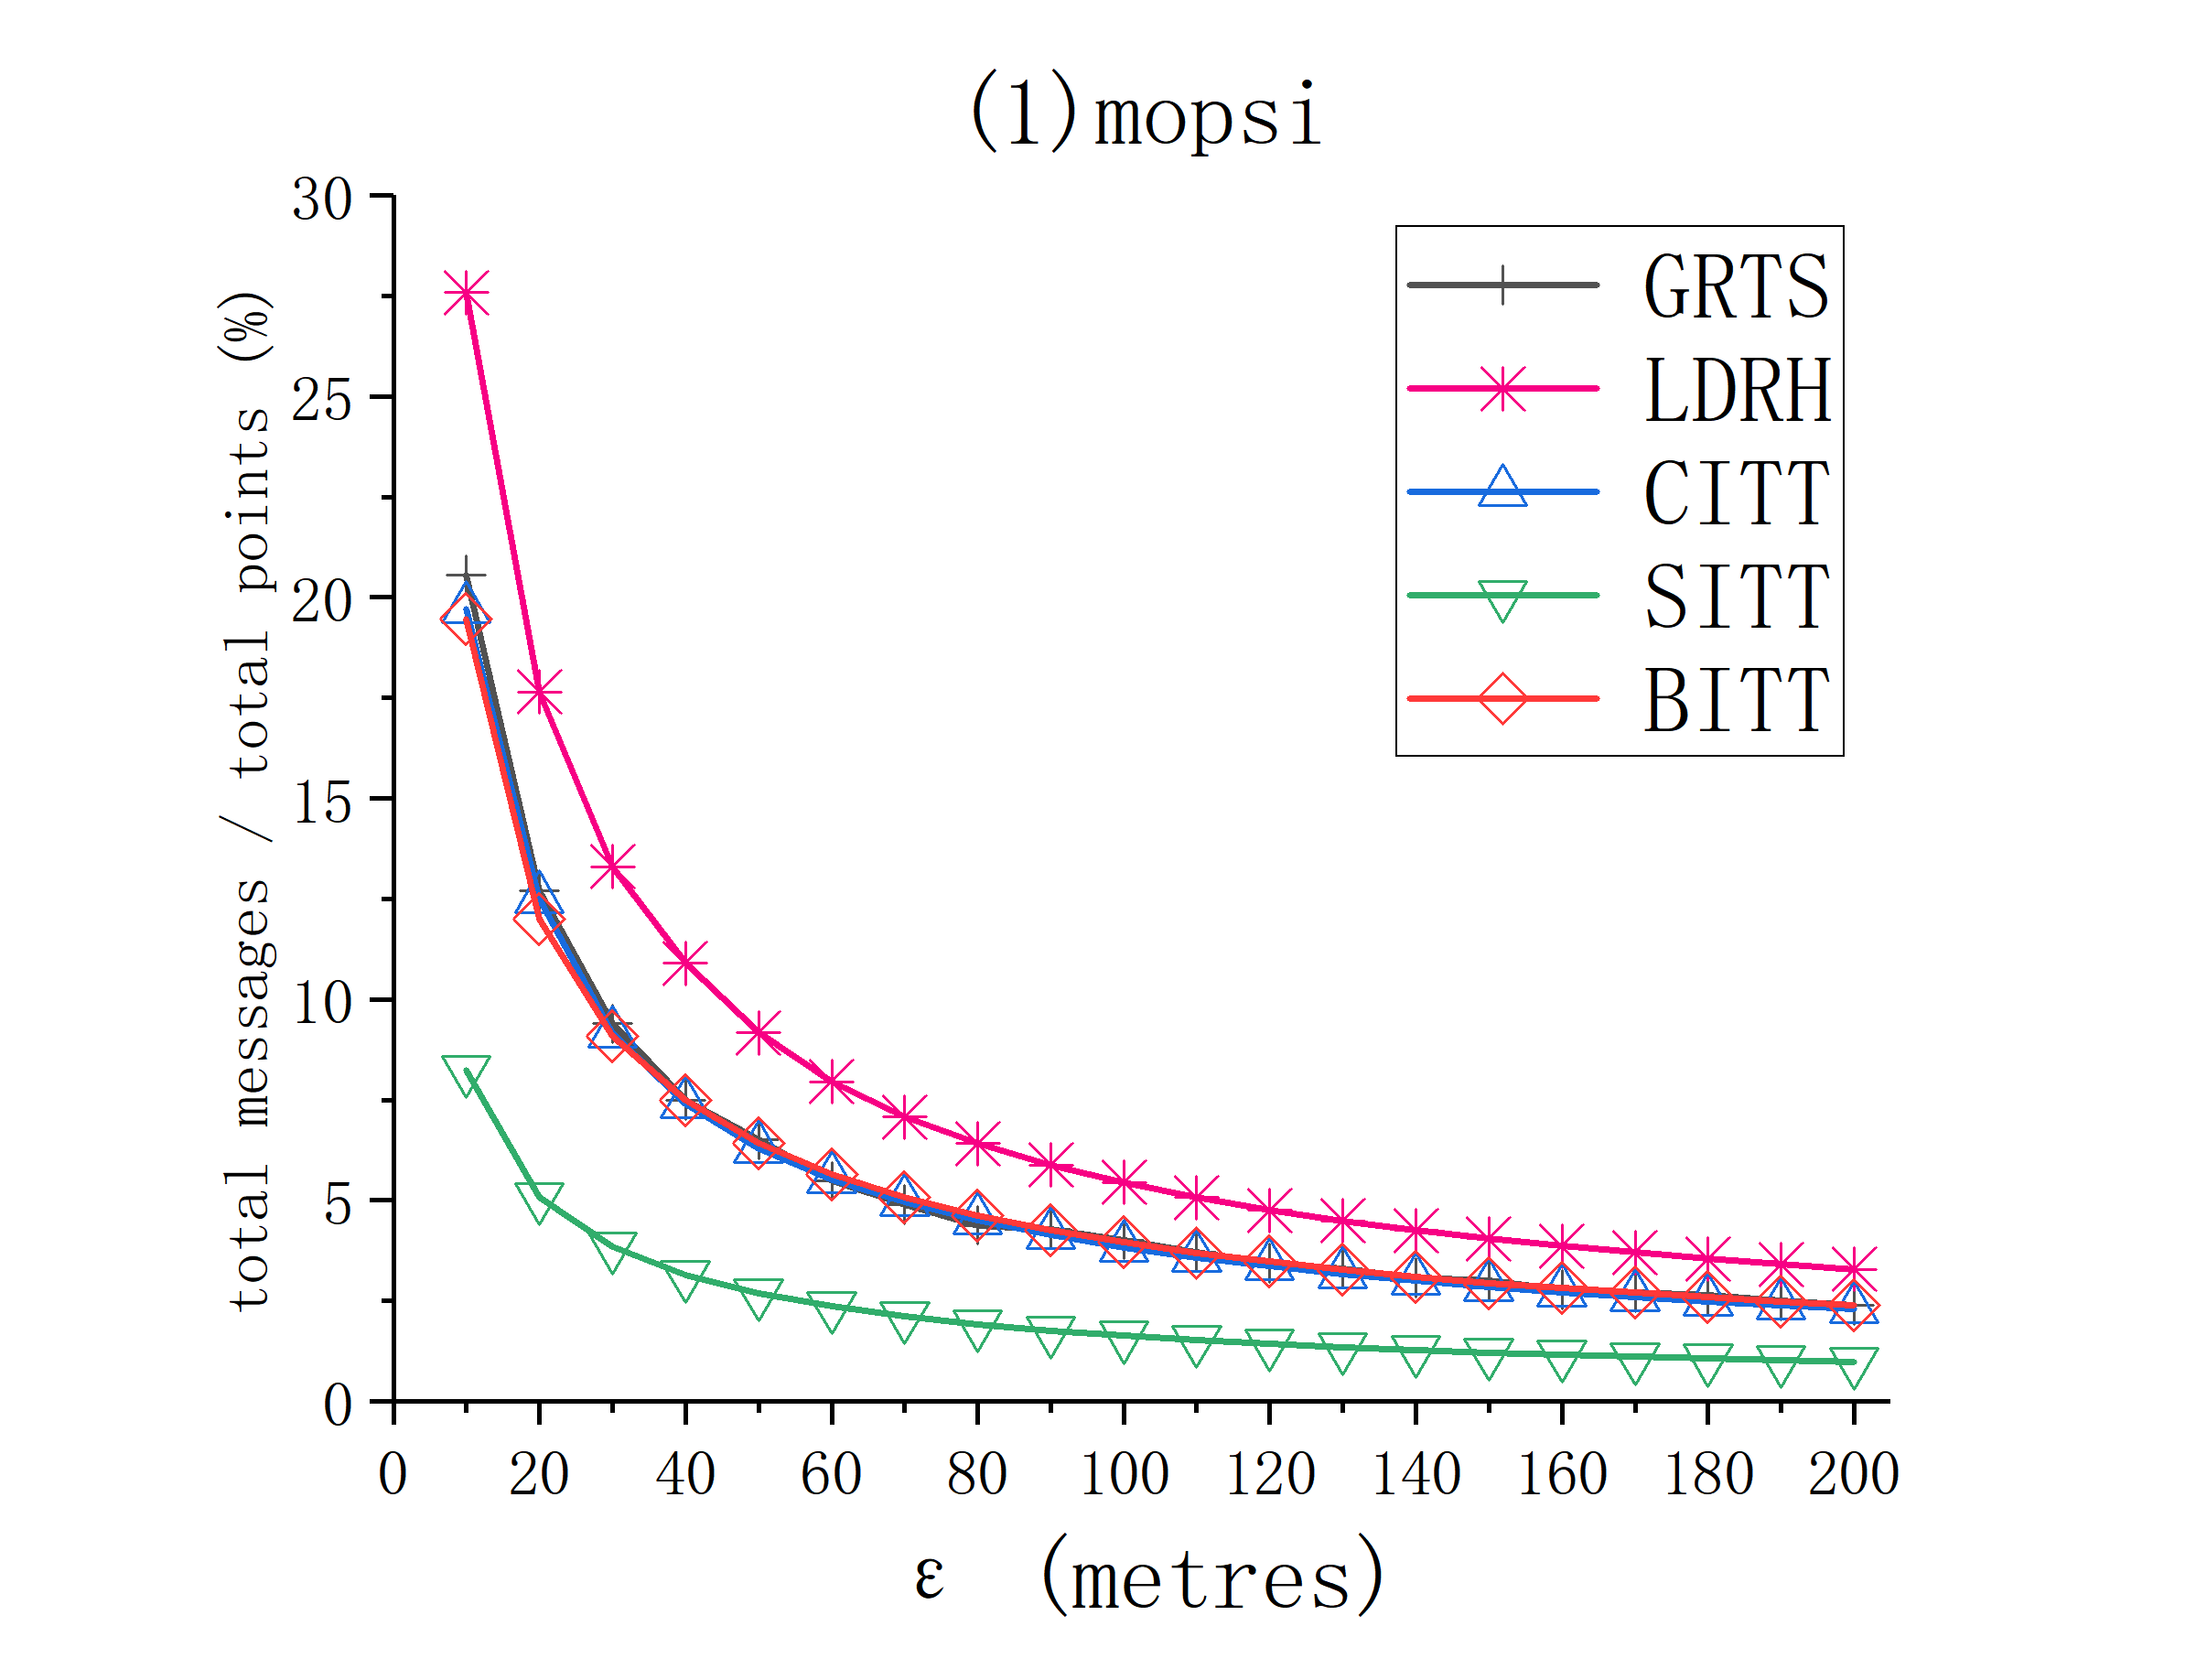 (1)mopsi
total messages / total points (%)
30
25
20
15
10
5
0
GRTS
LDRH
CITT
SITT
BITT
0 20 40 60 80 100 120 140 160 180 200
ε (metres)